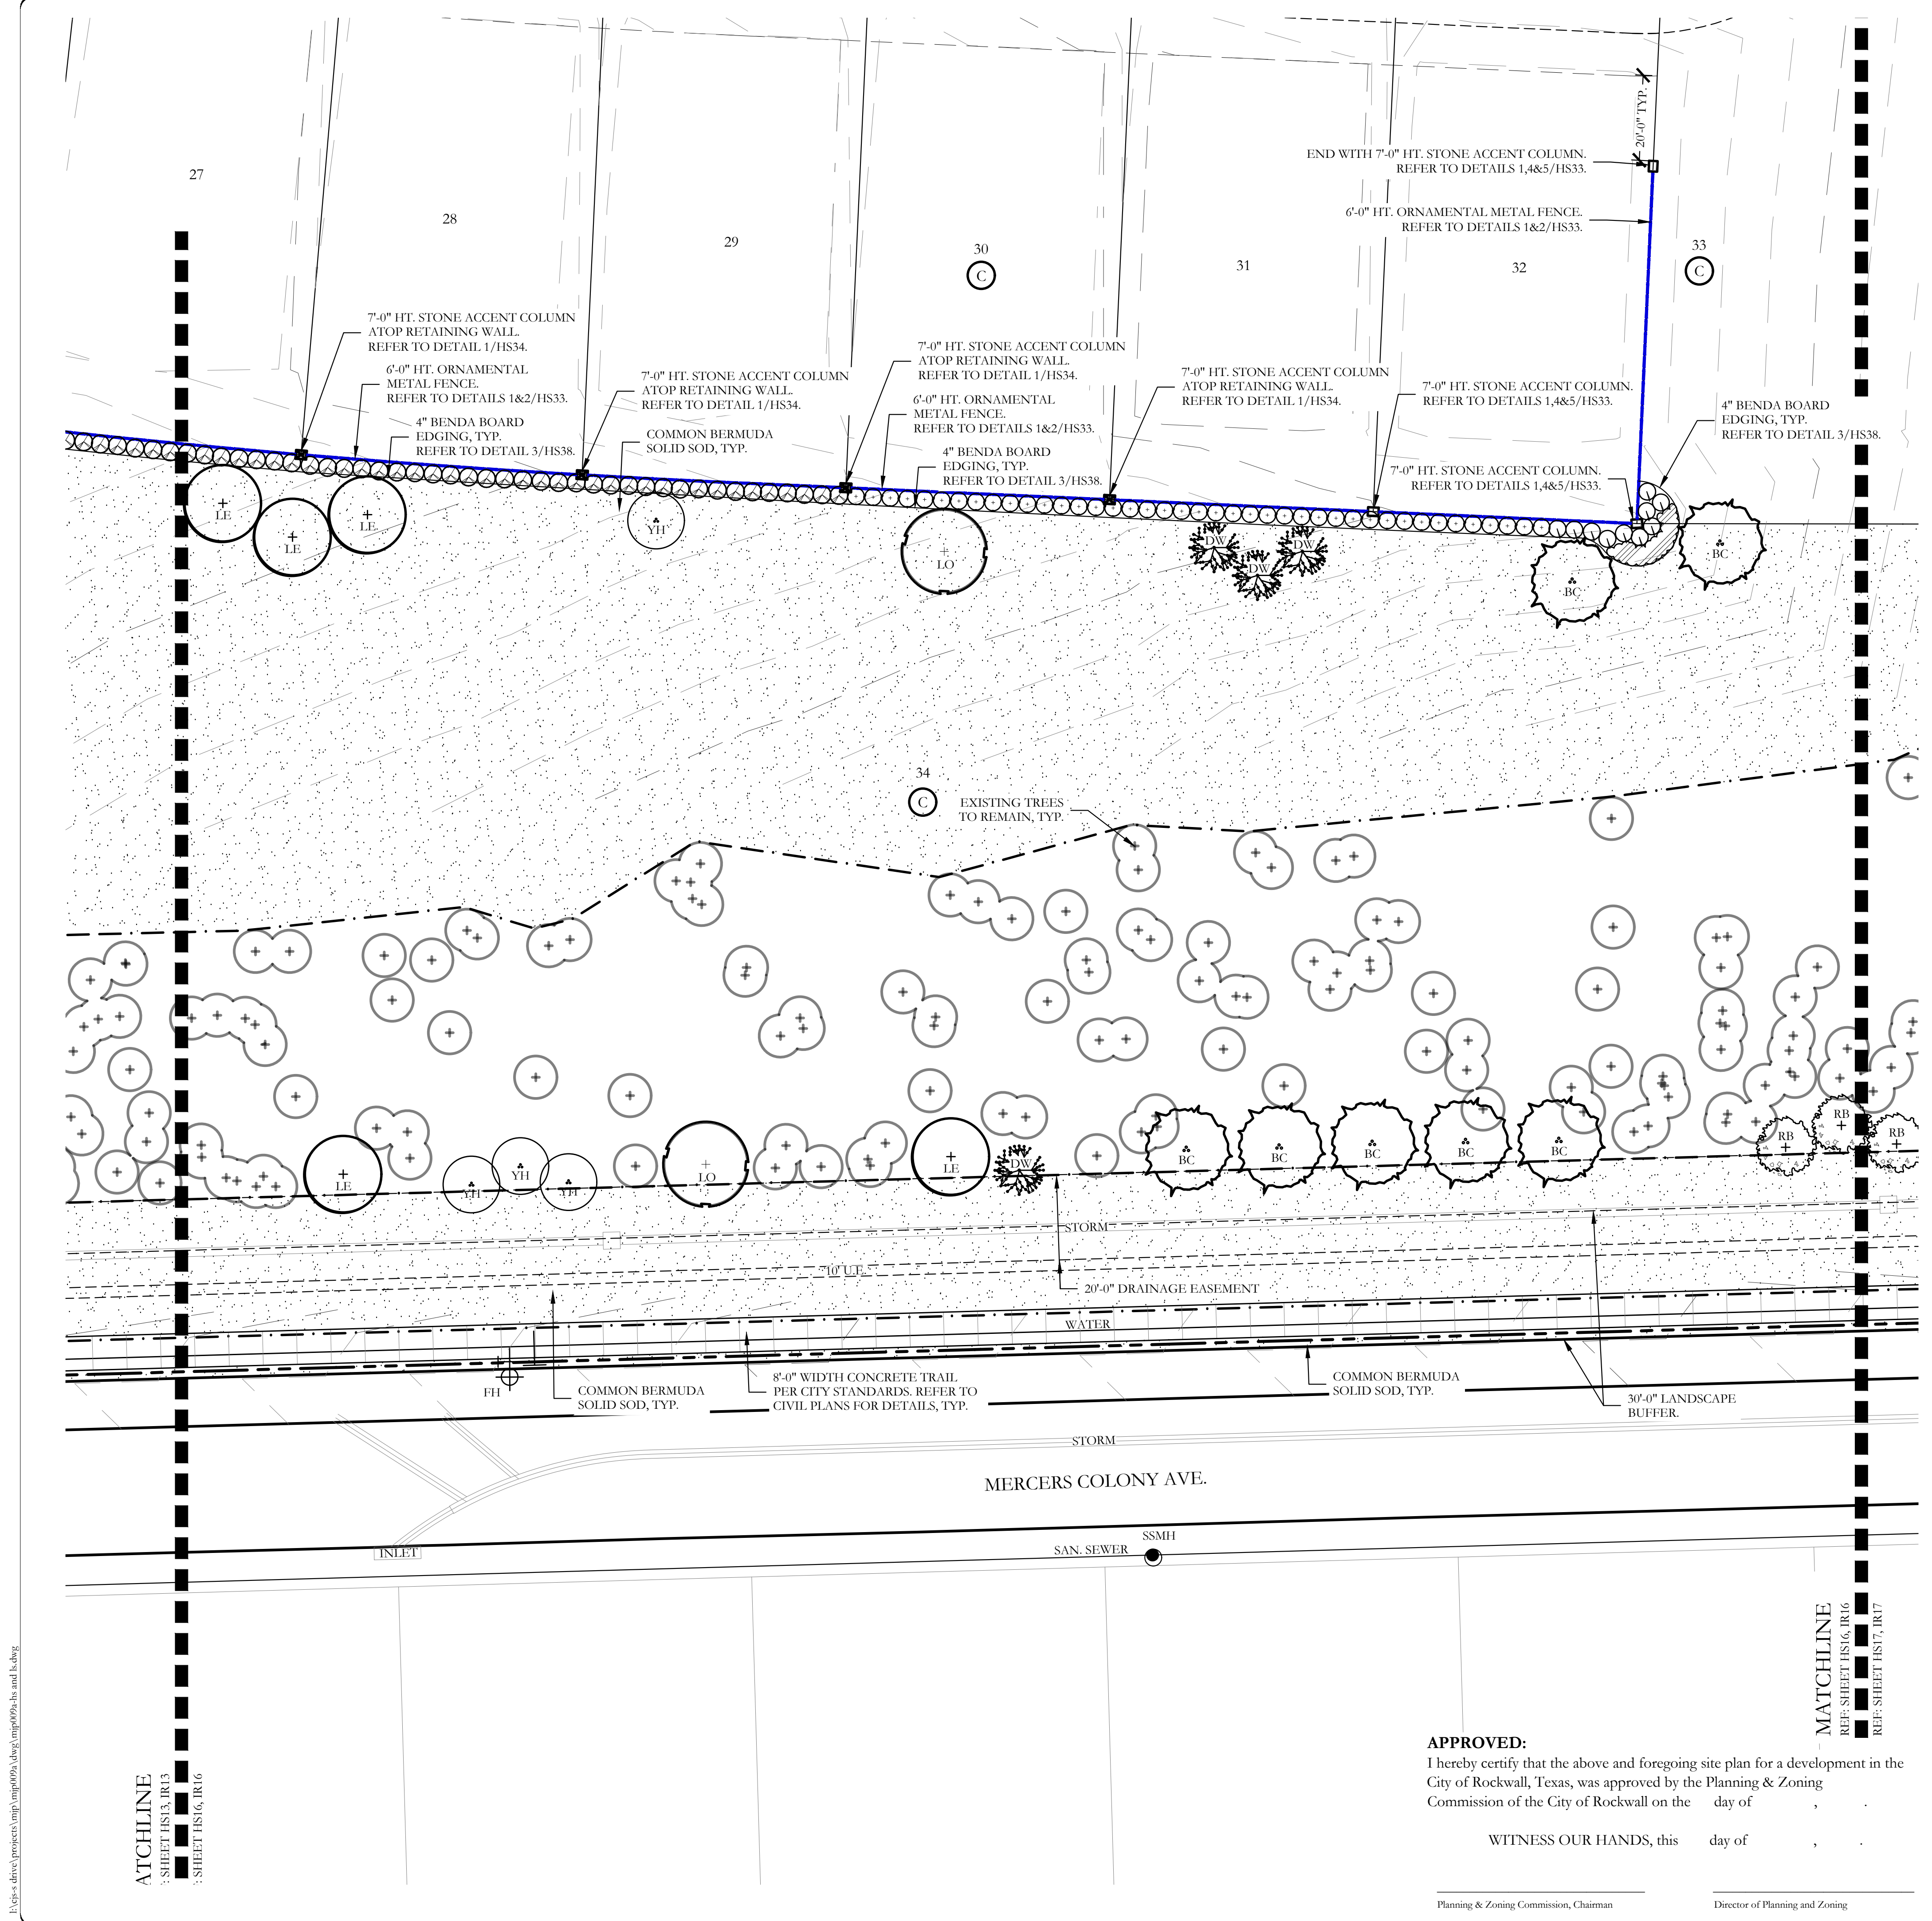 20'-0" TYP.
END WITH 7'-0" HT. STONE ACCENT COLUMN.
REFER TO DETAILS 1,4&5/HS33.
6'-0" HT. ORNAMENTAL METAL FENCE.
REFER TO DETAILS 1&2/HS33.
27
28
29
30
C
31
32
33
C
7'-0" HT. STONE ACCENT COLUMN
ATOP RETAINING WALL.
REFER TO DETAIL 1/HS34.
6'-0" HT. ORNAMENTAL
METAL FENCE.
REFER TO DETAILS 1&2/HS33.
4" BENDA BOARD
EDGING, TYP.
REFER TO DETAIL 3/HS38.
7'-0" HT. STONE ACCENT COLUMN
ATOP RETAINING WALL.
REFER TO DETAIL 1/HS34.
COMMON BERMUDA
SOLID SOD, TYP.
7'-0" HT. STONE ACCENT COLUMN
ATOP RETAINING WALL.
REFER TO DETAIL 1/HS34.
6'-0" HT. ORNAMENTAL
METAL FENCE.
REFER TO DETAILS 1&2/HS33.
4" BENDA BOARD
EDGING, TYP.
REFER TO DETAIL 3/HS38.
7'-0" HT. STONE ACCENT COLUMN
ATOP RETAINING WALL.
REFER TO DETAIL 1/HS34.
7'-0" HT. STONE ACCENT COLUMN.
REFER TO DETAILS 1,4&5/HS33.
7'-0" HT. STONE ACCENT COLUMN.
REFER TO DETAILS 1,4&5/HS33.
4" BENDA BOARD
EDGING, TYP.
REFER TO DETAIL 3/HS38.
LE
LE
LE
YH
LO
DW
DW
DW
BC
BC
34
C
EXISTING TREES
TO REMAIN, TYP.
LE
YH
YH
YH
LO
LE
DW
BC
BC
BC
BC
BC
RB
RB
RB
STORM
10' U.E.
20'-0" DRAINAGE EASEMENT
WATER
FH
COMMON BERMUDA
SOLID SOD, TYP.
8'-0" WIDTH CONCRETE TRAIL
PER CITY STANDARDS. REFER TO
CIVIL PLANS FOR DETAILS, TYP.
COMMON BERMUDA
SOLID SOD, TYP.
30'-0" LANDSCAPE
BUFFER.
STORM
MERCERS COLONY AVE.
INLET
SSMH
SAN. SEWER
MATCHLINE
REF: SHEET HS16, IR16
REF: SHEET HS17, IR17
ATCHLINE
: SHEET HS13, IR13
: SHEET HS16, IR16
l:\cjs-s drive\projects\mjp\mjp009a\dwg\mjp009a-hs and ls.dwg
APPROVED:
I hereby certify that the above and foregoing site plan for a development in the
City of Rockwall, Texas, was approved by the Planning & Zoning
Commission of the City of Rockwall on the day of , .
WITNESS OUR HANDS, this day of , .
Planning & Zoning Commission, Chairman
Director of Planning and Zoning